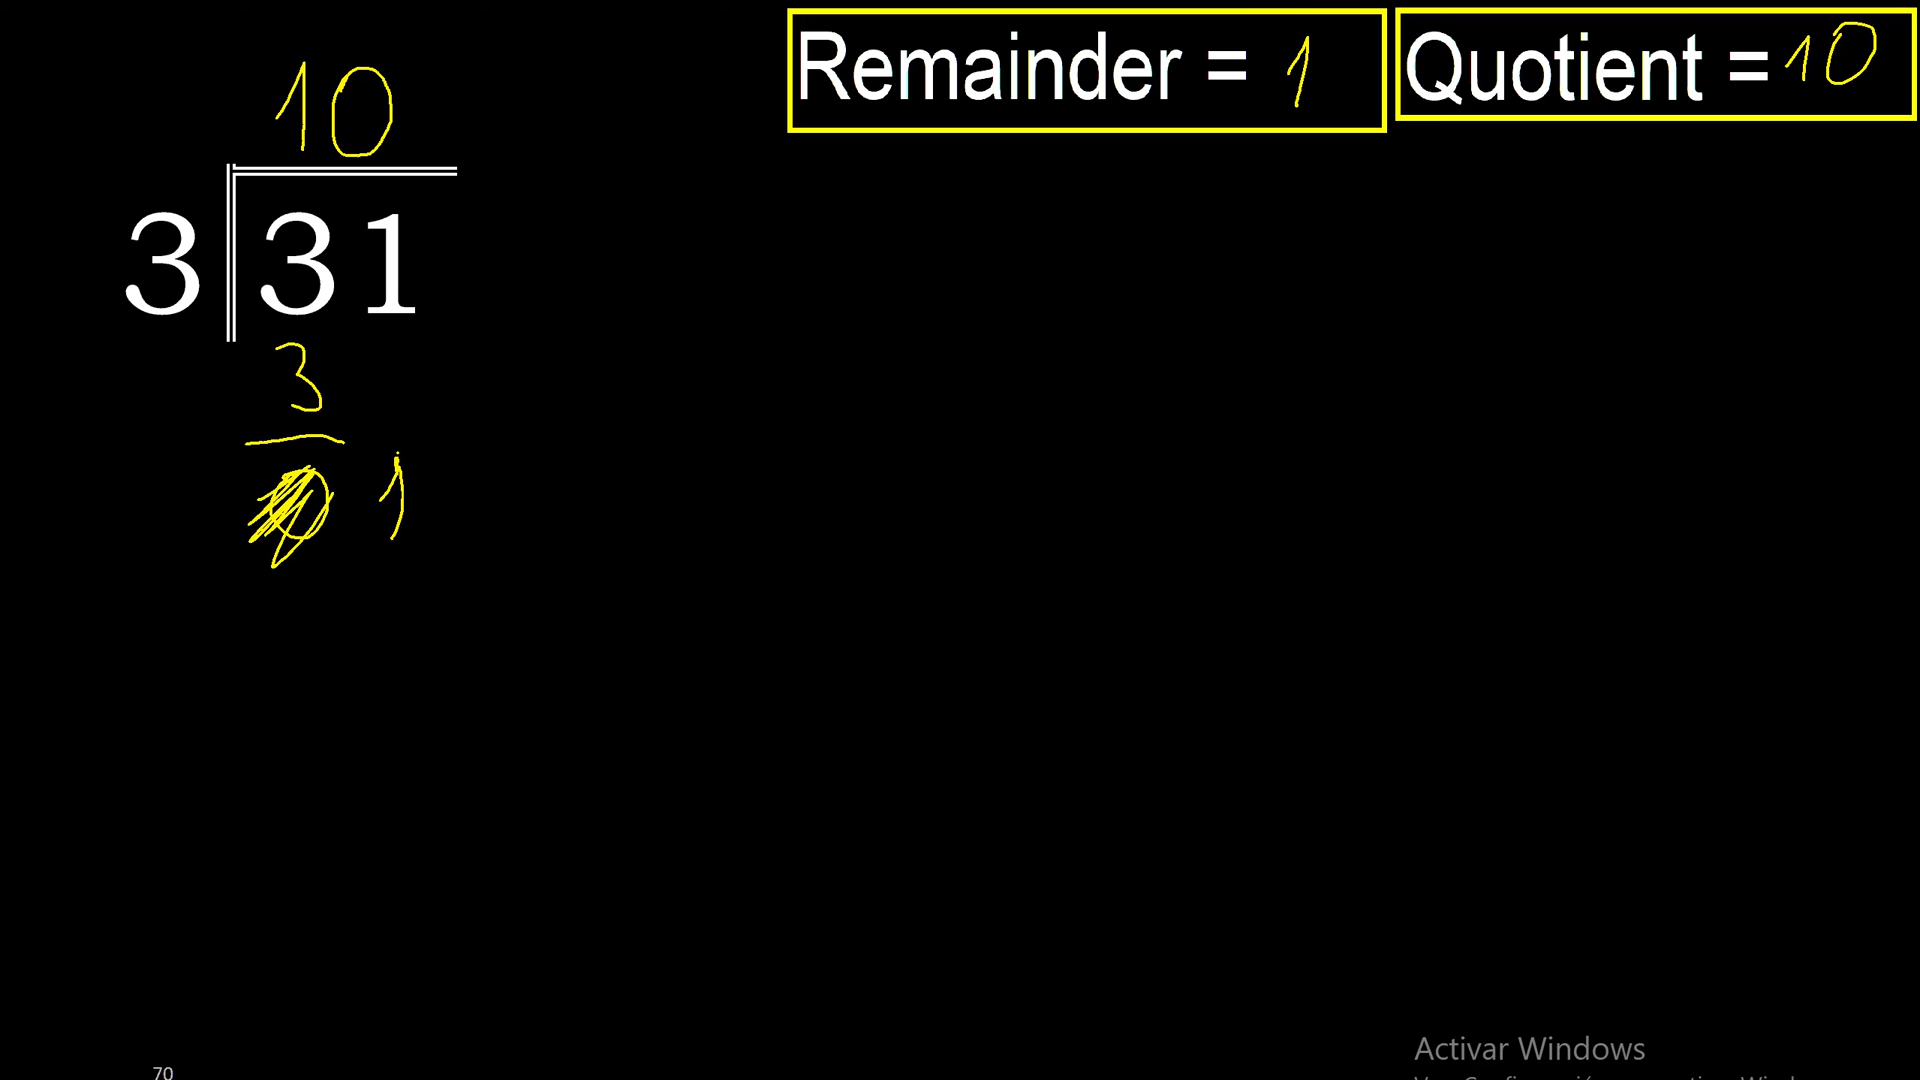 Remainder = 1
Quotient = 10
10
3 31
3
0 1
70
Activar Windows